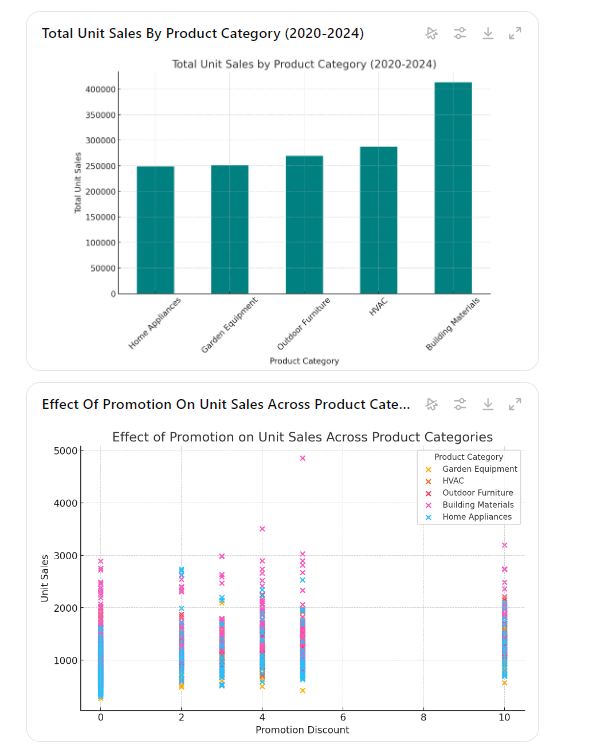 Total Unit Sales By Product Category (2020-2024)
Total Unit Sales by Product Category (2020-2024)
400000
350000
300000
250000
200000
150000
100000
50000
0
Total Unit Sales
Home Appliances
Garden Equipment
Outdoor Furniture
HVAC
Building Materials
Product Category
Effect Of Promotion On Unit Sales Across Product Cate...
Effect of Promotion on Unit Sales Across Product Categories
Product Category
Garden Equipment
HVAC
Outdoor Furniture
Building Materials
Home Appliances
5000
4000
3000
2000
1000
Unit Sales
0 2 4 6 8 10
Promotion Discount